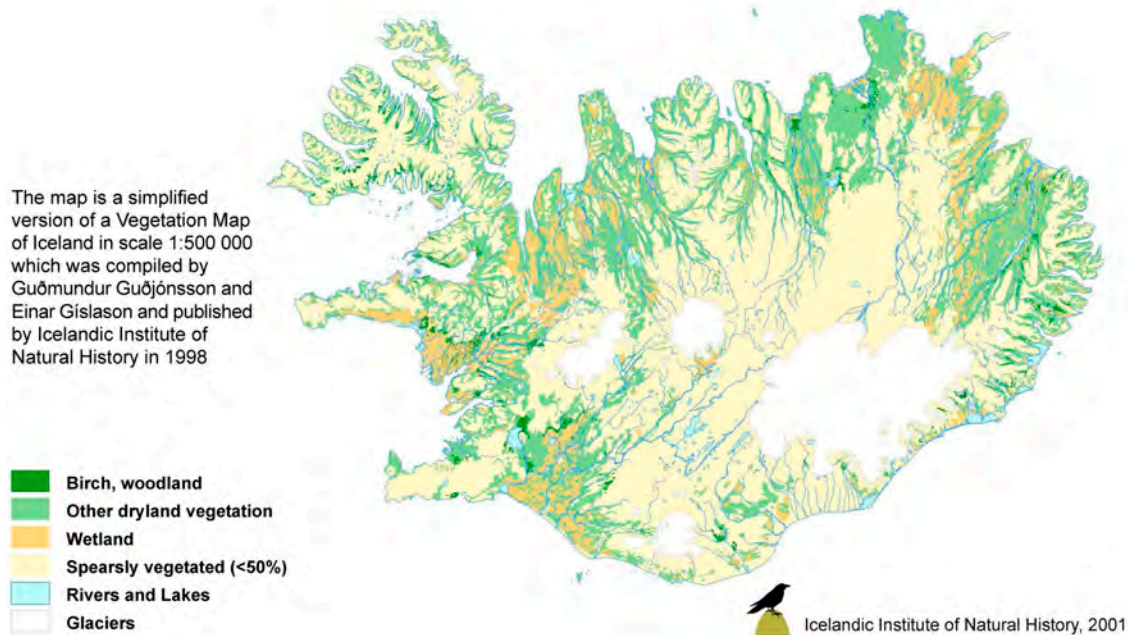 The map is a simplified
version of a Vegetation Map
of Iceland in scale 1:500 000
which was compiled by
Guðmundur Guðjónsson and
Einar Gíslason and published
by Icelandic Institute of
Natural History in 1998
Birch, woodland
Other dryland vegetation
Wetland
Spearsly vegetated (<50%)
Rivers and Lakes
Glaciers
Icelandic Institute of Natural History, 2001